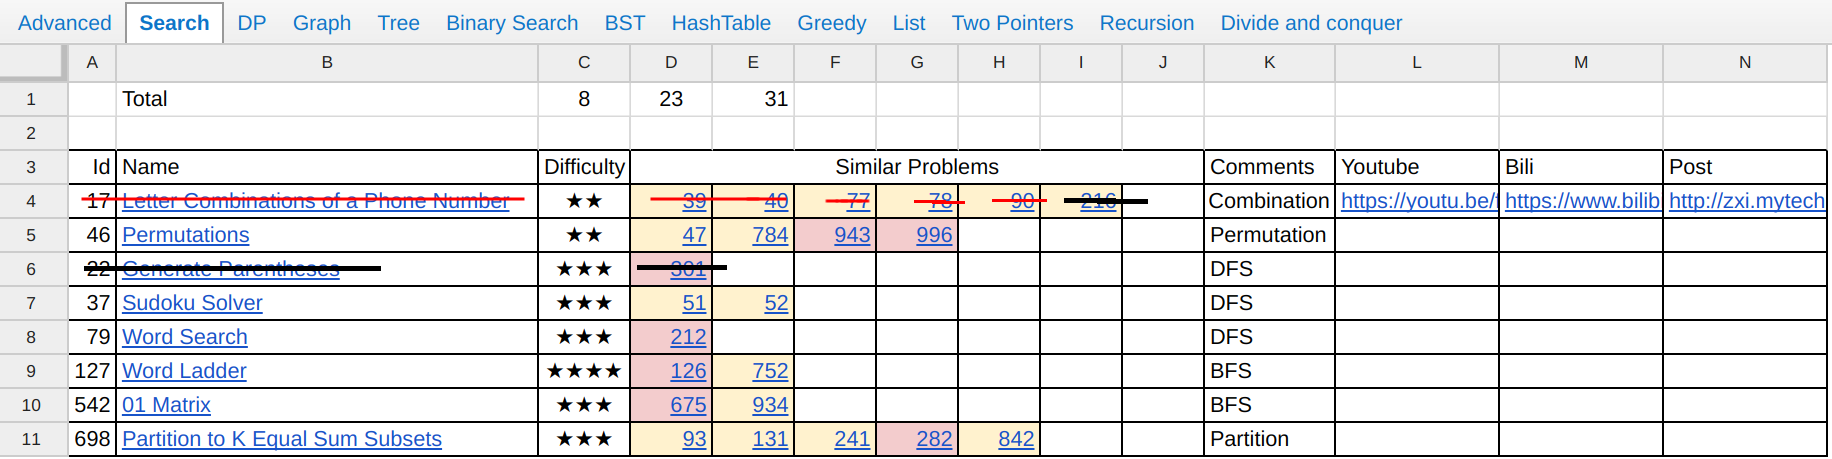 Advanced Search DP Graph Tree Binary Search BST HashTable Greedy List Two Pointers Recursion Divide and conquer
A B C D E F G H I J K L M N
1 Total 8 23 31
2
3 Id Name Difficulty Similar Problems Comments Youtube Bili Post
4 17 Letter Combinations of a Phone Number ★★ 39 40 77 78 90 216 Combination https://youtu.be/ https://www.bilib http://zxi.mytech
5 46 Permutations ★★ 47 784 943 996 Permutation
6 22 Generate Parentheses ★★★ 301 DFS
7 37 Sudoku Solver ★★★ 51 52 DFS
8 79 Word Search ★★★ 212 DFS
9 127 Word Ladder ★★★★ 126 752 BFS
10 542 01 Matrix ★★★ 675 934 BFS
11 698 Partition to K Equal Sum Subsets ★★★ 93 131 241 282 842 Partition